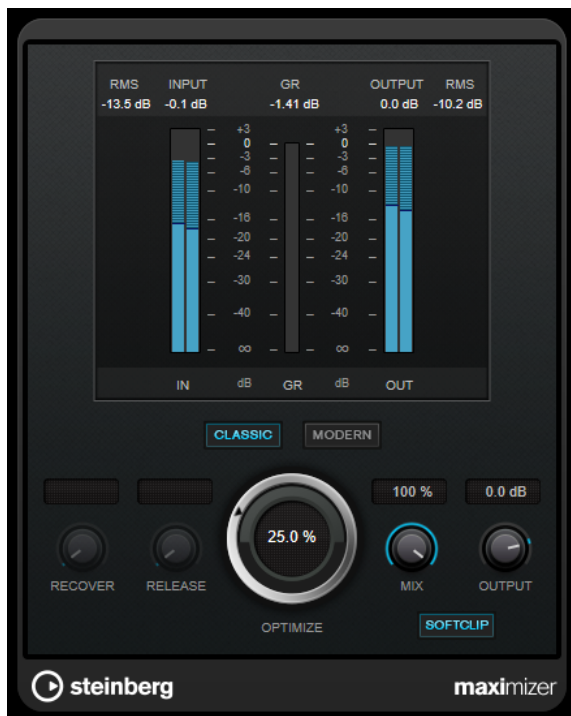 RMS INPUT GR OUTPUT RMS
-13.5 dB -0.1 dB -1.41 dB 0.0 dB -10.2 dB
+3 +3
0 0
-3 -3
-6 -6
-10 -10
-16 -16
-20 -20
-24 -24
-30 -30
-40 -40
∞ ∞
IN dB GR dB OUT
CLASSIC MODERN
100 % 0.0 dB
25.0 %
RECOVER RELEASE MIX OUTPUT
OPTIMIZE SOFTCLIP
steinberg maximizer